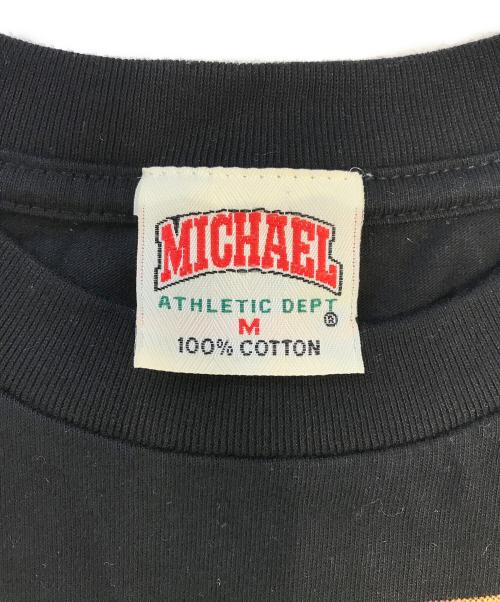 MICHAEL
ATHLETIC DEPT
M ®
100% COTTON